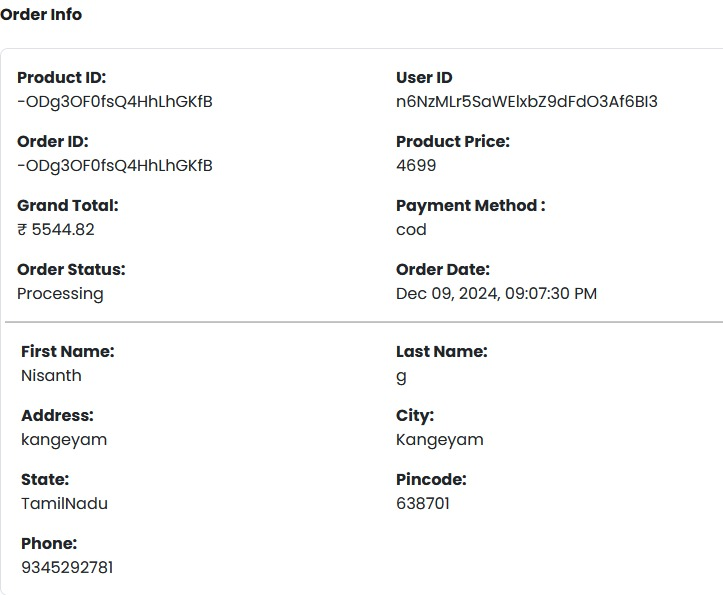 Order Info
Product ID:
User ID
-ODg3OF0fsQ4HhLhGKfB
n6NzMLr5SaWElxbZ9dFdO3Af6BI3
Order ID:
Product Price:
-ODg3OF0fsQ4HhLhGKfB
4699
Grand Total:
Payment Method :
₹ 5544.82
cod
Order Status:
Order Date:
Processing
Dec 09, 2024, 09:07:30 PM
First Name:
Last Name:
Nisanth
g
Address:
City:
kangeyam
Kangeyam
State:
Pincode:
TamilNadu
638701
Phone:
9345292781